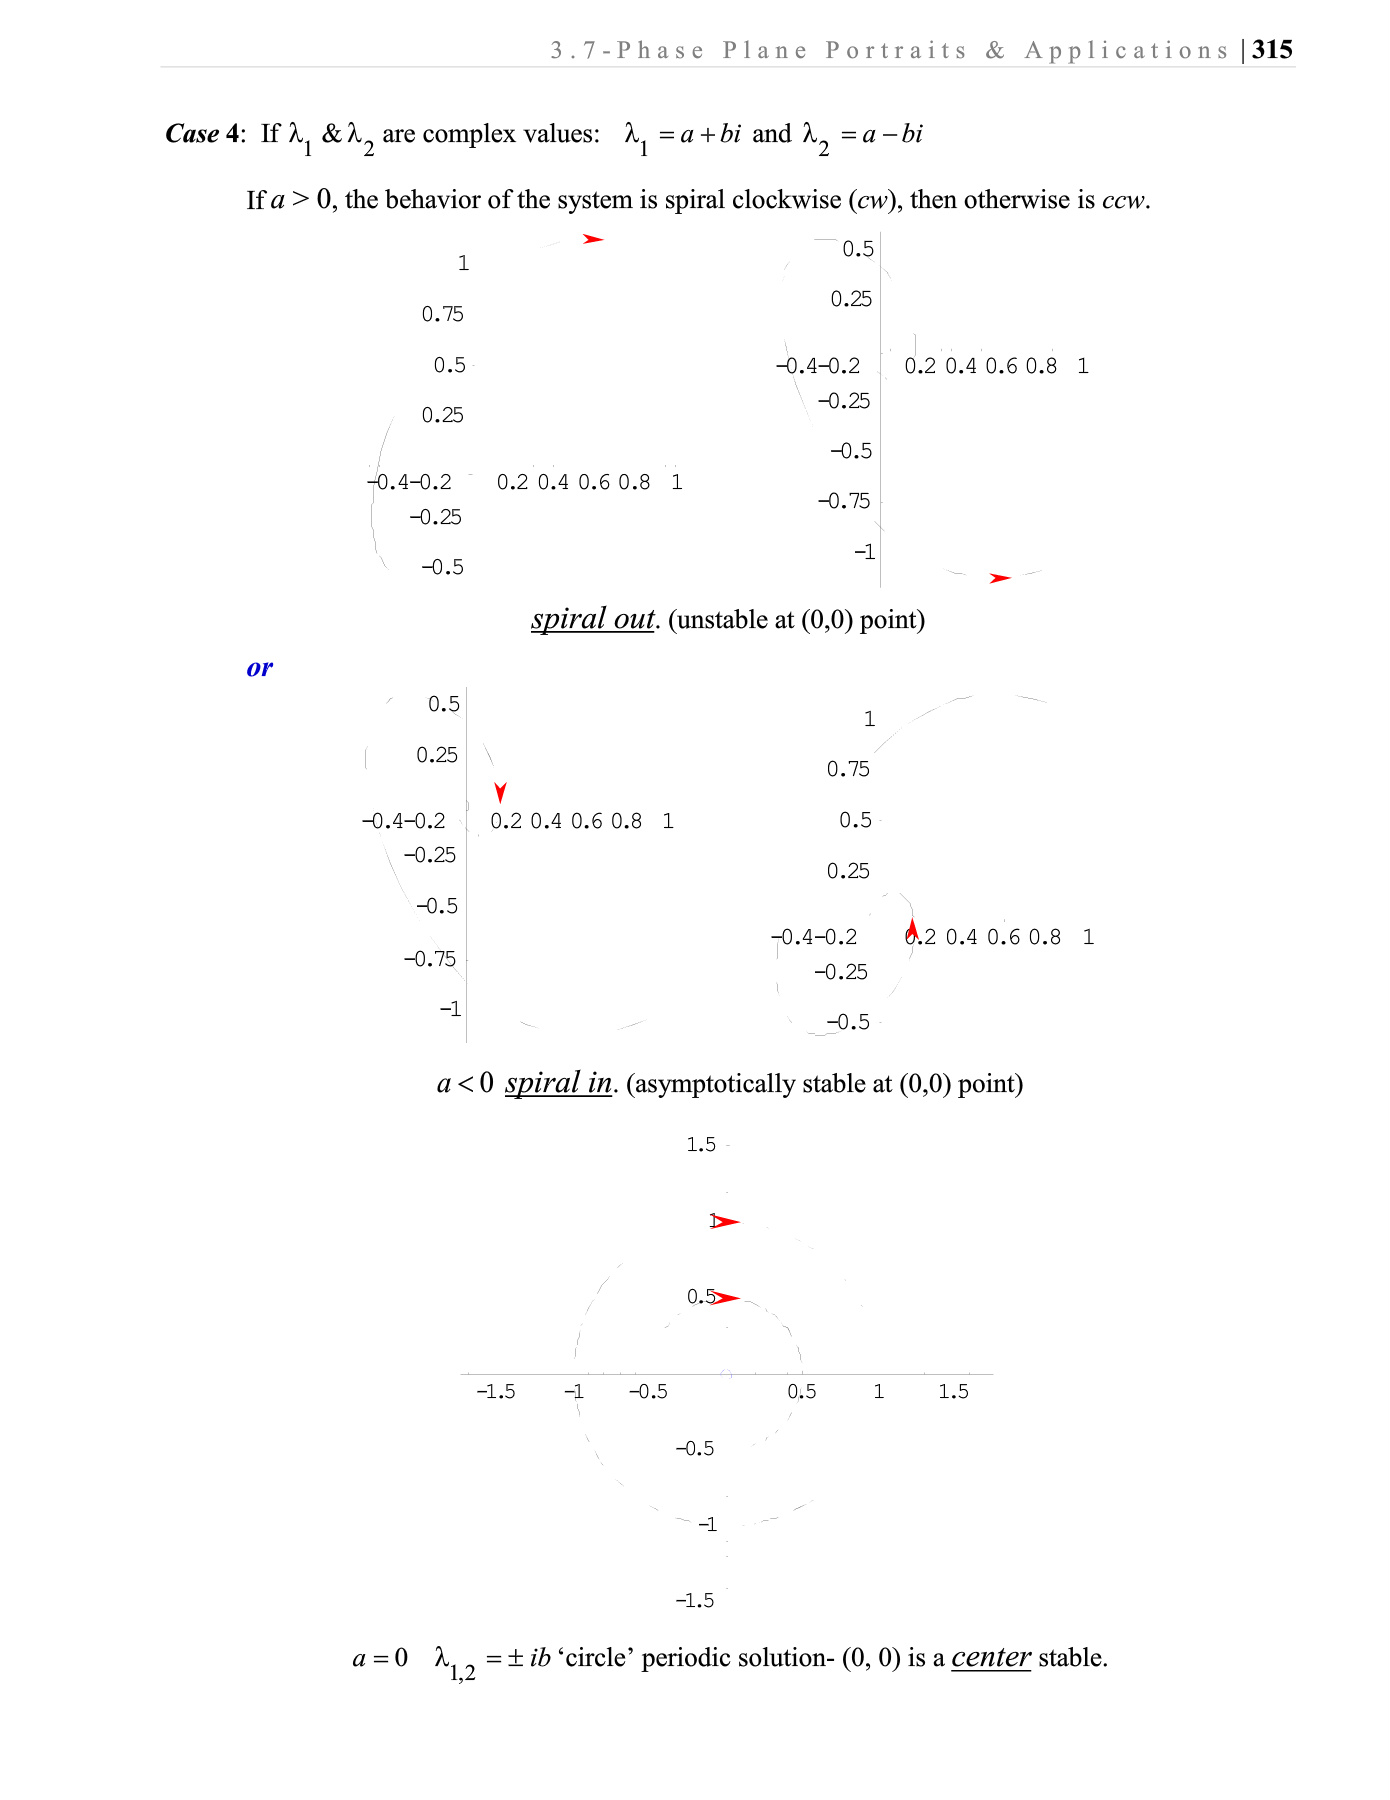 3.7-Phase Plane Portraits & Applications |315
Case 4: If λ1 & λ2 are complex values: λ1 = a + bi and λ2 = a − bi
If a > 0, the behavior of the system is spiral clockwise (cw), then otherwise is ccw.
1
0.75
0.5
0.25
-0.4-0.2 0.2 0.4 0.6 0.8 1
-0.25
-0.5
0.5
0.25
-0.4-0.2 0.2 0.4 0.6 0.8 1
-0.25
-0.5
-0.75
-1
spiral out. (unstable at (0,0) point)
or
0.5
0.25
-0.4-0.2 0.2 0.4 0.6 0.8 1
-0.25
-0.5
-0.75
-1
1
0.75
0.5
0.25
-0.4-0.2 0.2 0.4 0.6 0.8 1
-0.25
-0.5
a < 0 spiral in. (asymptotically stable at (0,0) point)
1.5
1
0.5
-1.5 -1 -0.5 0.5 1 1.5
-0.5
-1
-1.5
a = 0 λ1,2 = ± ib ‘circle’ periodic solution- (0, 0) is a center stable.